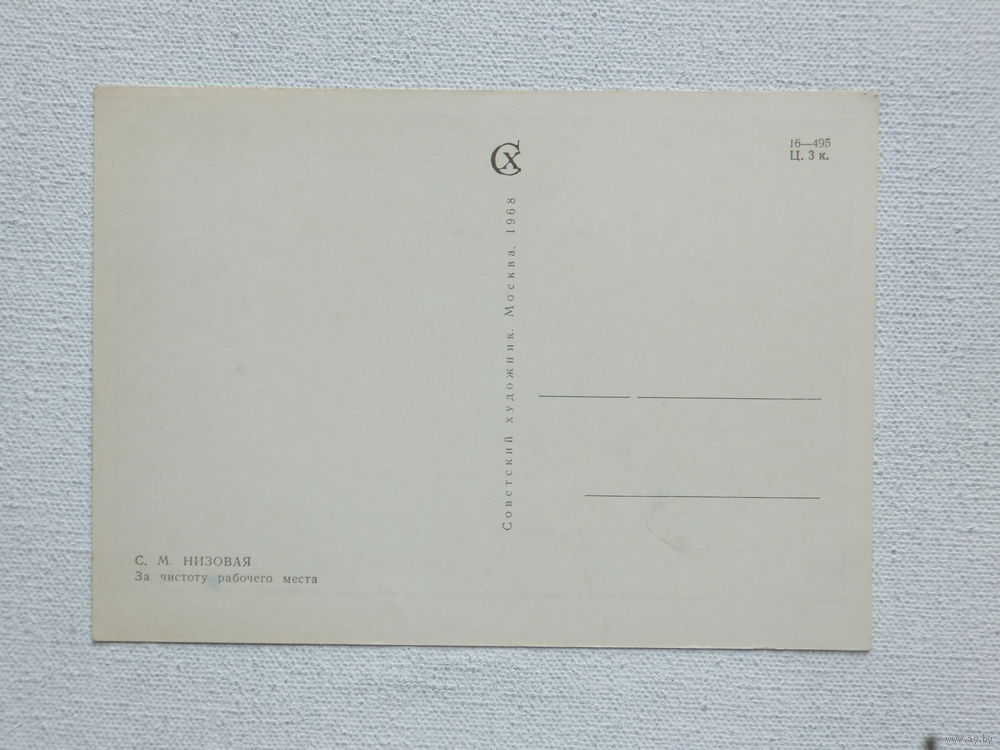 СХ
16—495
Ц. 3 к.
Советский художник. Москва. 1968
С. М. НИЗОВАЯ
За чистоту рабочего места
www.ay.by